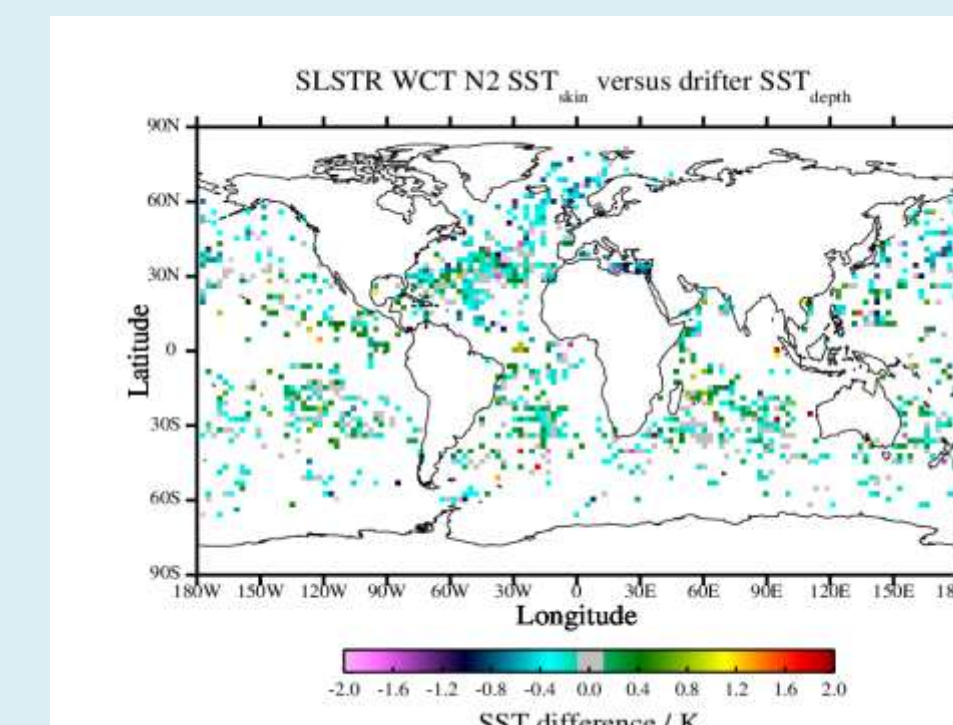 SLSTR WCT N2 SST skin versus drifter SST depth
90N
60N
30N
0
30S
60S
90S
Latitude
180W 150W 120W 90W 60W 30W 0 30E 60E 90E 120E 150E
Longitude
-2.0 -1.6 -1.2 -0.8 -0.4 0.0 0.4 0.8 1.2 1.6 2.0
SST difference / K